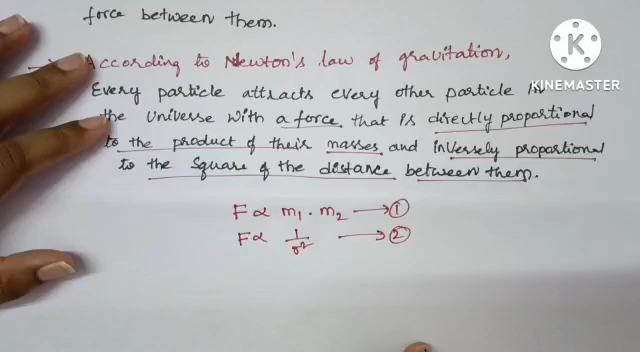 force between them.
According to Newton's law of gravitation,
Every particle attracts every other particle in
the Universe with a force that is directly proportional
to the product of their masses and inversely proportional
to the square of the distance between them.
F∝ m₁ . m₂ → ①
F∝ 1/r² → ②
KINEMASTER